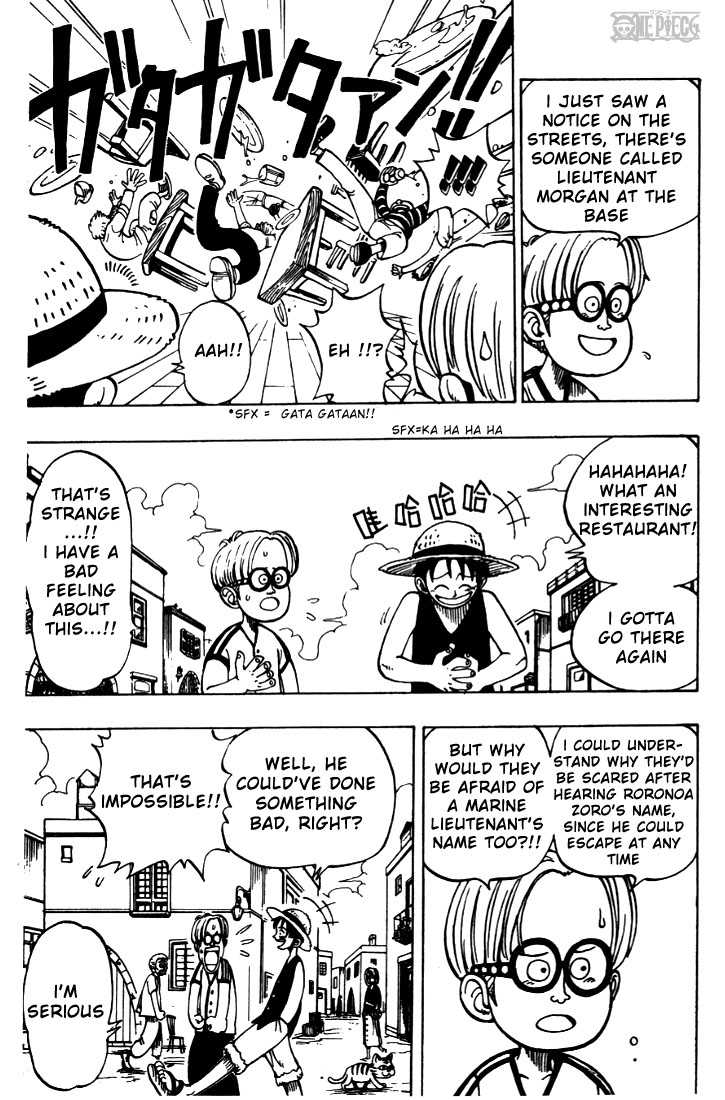 ONE PIECE
I JUST SAW A
NOTICE ON THE
STREETS, THERE'S
SOMEONE CALLED
LIEUTENANT
MORGAN AT THE
BASE
ガタガタアン!!
!!!
EH !!?
AAH!!
*SFX = GATA GATAAN!!
SFX=KA HA HA HA
HAHAHAHA!
WHAT AN
INTERESTING
RESTAURANT!
I GOTTA
GO THERE
AGAIN
哇哈哈哈
THAT'S
STRANGE
...!!
I HAVE A
BAD
FEELING
ABOUT
THIS...!!
I COULD UNDER-
STAND WHY THEY'D
BE SCARED AFTER
HEARING RORONOA
ZORO'S NAME,
SINCE HE COULD
ESCAPE AT ANY
TIME
BUT WHY
WOULD THEY
BE AFRAID OF
A MARINE
LIEUTENANT'S
NAME TOO?!!
WELL, HE
COULD'VE DONE
SOMETHING
BAD, RIGHT?
THAT'S
IMPOSSIBLE!!
I'M
SERIOUS